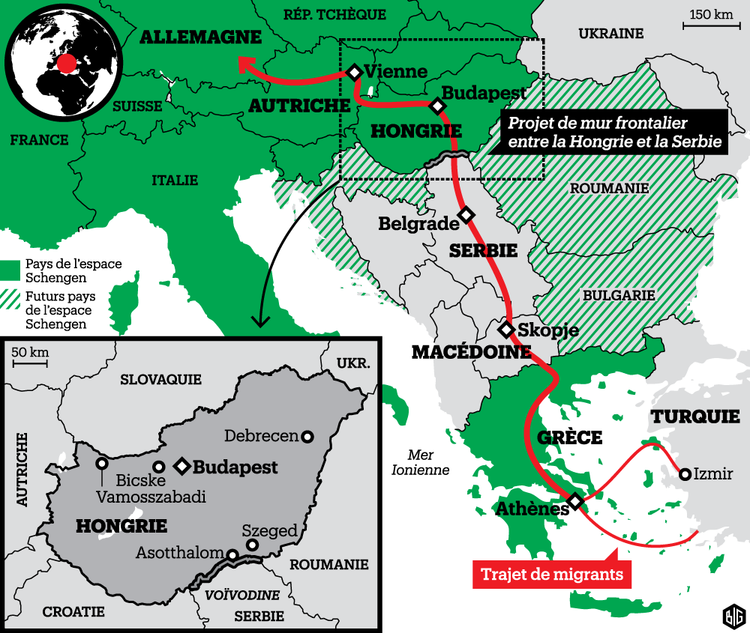 RÉP. TCHÈQUE
UKRAINE
150 km
ALLEMAGNE
Vienne
SUISSE
AUTRICHE
Budapest
HONGRIE
Projet de mur frontalier
entre la Hongrie et la Serbie
FRANCE
ITALIE
ROUMANIE
Belgrade
SERBIE
Pays de l'espace
Schengen
Futurs pays
de l'espace
Schengen
BULGARIE
Skopje
MACÉDOINE
50 km
UKR.
SLOVAQUIE
AUTRICHE
Debrecen
Budapest
Bicske
Vamosszabadi
HONGRIE
Szeged
Asotthalom
ROUMANIE
VOÏVODINE
SERBIE
CROATIE
Mer
Ionienne
GRÈCE
TURQUIE
Izmir
Athènes
Trajet de migrants
BIG